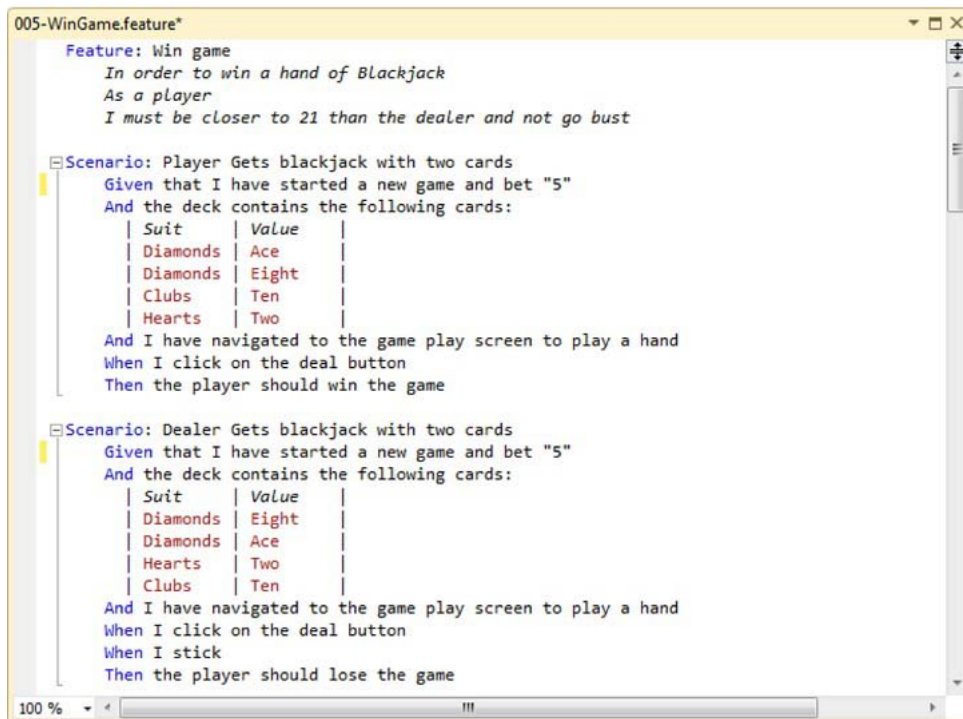 005-WinGame.feature*
Feature: Win game
In order to win a hand of Blackjack
As a player
I must be closer to 21 than the dealer and not go bust
Scenario: Player Gets blackjack with two cards
Given that I have started a new game and bet "5"
And the deck contains the following cards:
| Suit | Value |
| Diamonds | Ace |
| Diamonds | Eight |
| Clubs | Ten |
| Hearts | Two |
And I have navigated to the game play screen to play a hand
When I click on the deal button
Then the player should win the game
Scenario: Dealer Gets blackjack with two cards
Given that I have started a new game and bet "5"
And the deck contains the following cards:
| Suit | Value |
| Diamonds | Eight |
| Diamonds | Ace |
| Hearts | Two |
| Clubs | Ten |
And I have navigated to the game play screen to play a hand
When I click on the deal button
When I stick
Then the player should lose the game
100 %